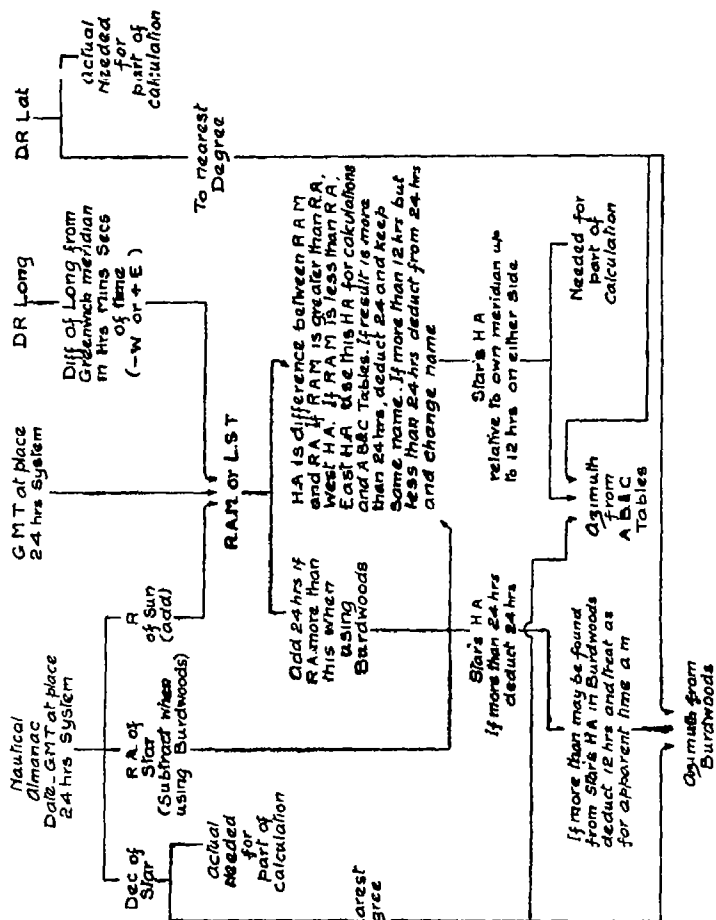 Nautical
Almanac
Date_GMT at place
24 hrs System
GMT at place
24 hrs System
DR Long
DR Lat
Dec of
Star
RA of
Star
(Subtract when
using Burdwoods)
R
of Sun
(add)
Diff of Long from
Greenwich meridian
in Hrs Mins Secs
of Time
(-W or +E)
actual
Needed
for
part of
calculation
actual
Needed
for
part of
calculation
To nearest
Degree
R.A.M or L.S.T
add 24 hrs if
RA.more than
this when
using
Burdwoods
HA is difference between RAM
and RA If RAM is greater than RA,
West HA. If RAM is less than RA,
East HA use this HA for calculations
and A B&C Tables. If result is more
than 24 hrs, deduct 24 and keep
same name. If more than 12 hrs but
less than 24 hrs deduct from 24 hrs
and change name
Star's HA
If more than 24 hrs
deduct 24 hrs
Star's HA
relative to own meridian up
to 12 hrs on either side
Needed for
part of
Calculation
If more than may be found
from Star's HA in Burdwoods
deduct 12 hrs and treat as
for apparent time a m
Azimuth
from
A B&C
Tables
arest
gree
Azimuth from
Burdwoods